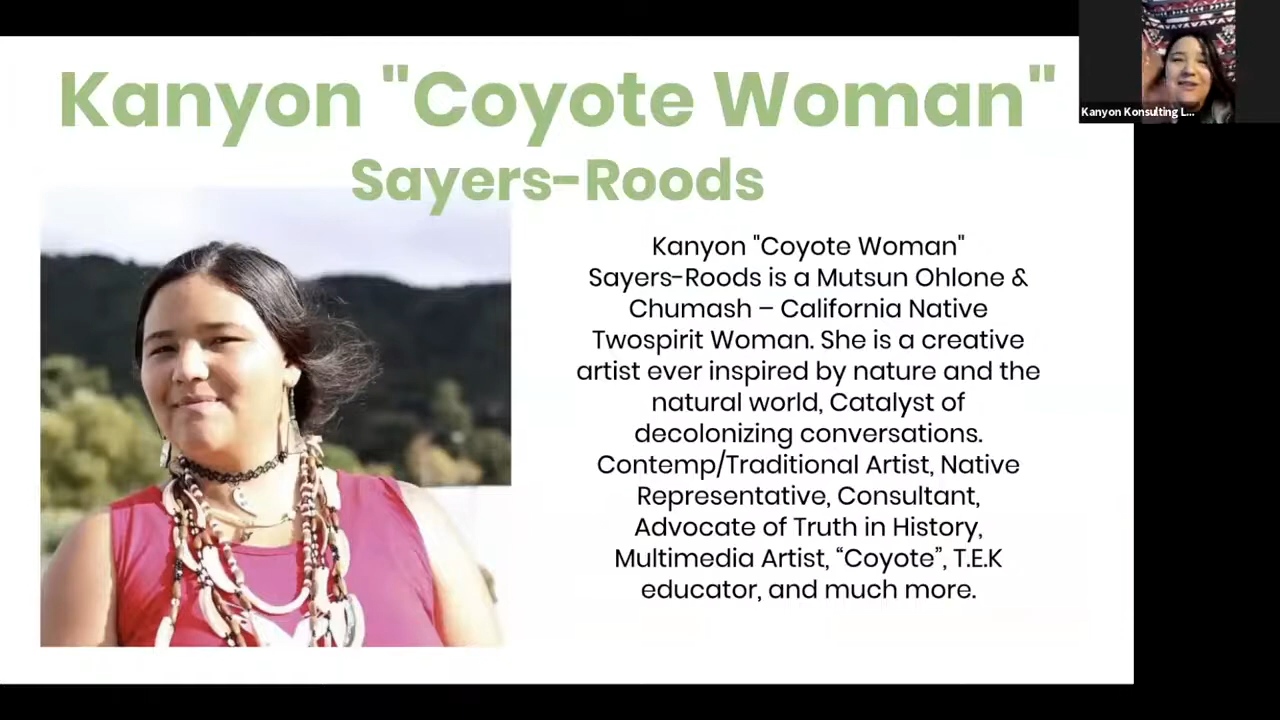 Kanyon "Coyote Woman"
Sayers-Roods
Kanyon "Coyote Woman"
Sayers-Roods is a Mutsun Ohlone &
Chumash – California Native
Twospirit Woman. She is a creative
artist ever inspired by nature and the
natural world, Catalyst of
decolonizing conversations.
Contemp/Traditional Artist, Native
Representative, Consultant,
Advocate of Truth in History,
Multimedia Artist, “Coyote”, T.E.K
educator, and much more.
Kanyon Konsulting L...